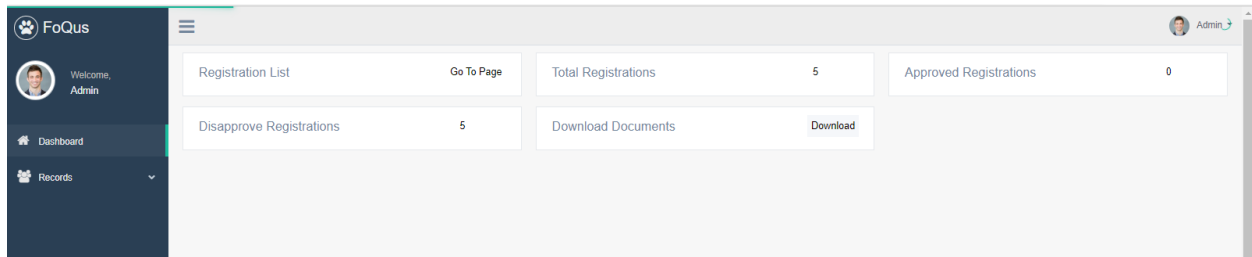 FoQus
Admin
Welcome,
Admin
Registration List Go To Page
Total Registrations 5
Approved Registrations 0
Disapprove Registrations 5
Download Documents Download
Dashboard
Records